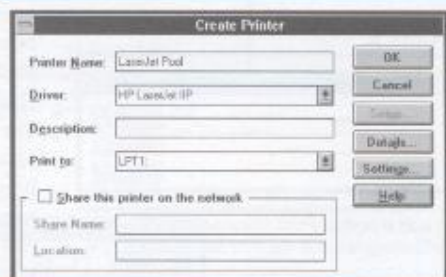 Create Printer
Printer Name: LaserJet Pool
Driver: HP LaserJet IIP
Description:
Print to: LPT1:
Share this printer on the network
Share Name:
Location:
OK
Cancel
Setup...
Details...
Settings...
Help